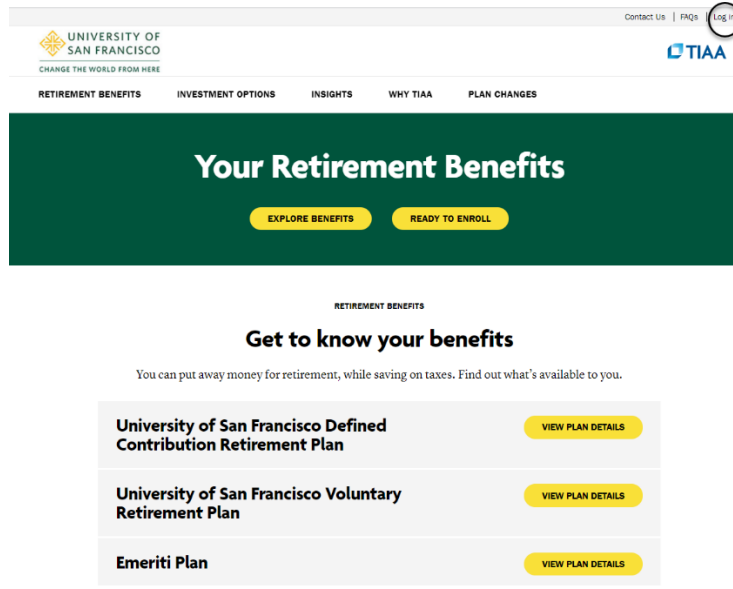 Contact Us | FAQs | Log in
UNIVERSITY OF
SAN FRANCISCO
CHANGE THE WORLD FROM HERE
TIAA
RETIREMENT BENEFITS INVESTMENT OPTIONS INSIGHTS WHY TIAA PLAN CHANGES
Your Retirement Benefits
EXPLORE BENEFITS READY TO ENROLL
RETIREMENT BENEFITS
Get to know your benefits
You can put away money for retirement, while saving on taxes. Find out what's available to you.
University of San Francisco Defined
Contribution Retirement Plan
VIEW PLAN DETAILS
University of San Francisco Voluntary
Retirement Plan
VIEW PLAN DETAILS
Emeriti Plan
VIEW PLAN DETAILS